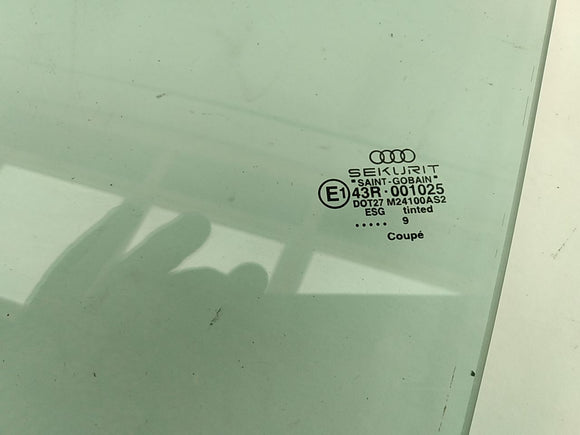 SEKURIT
"SAINT-GOBAIN"
E1 43R-001025
DOT27 M24100AS2
ESG tinted
..... 9
Coupé